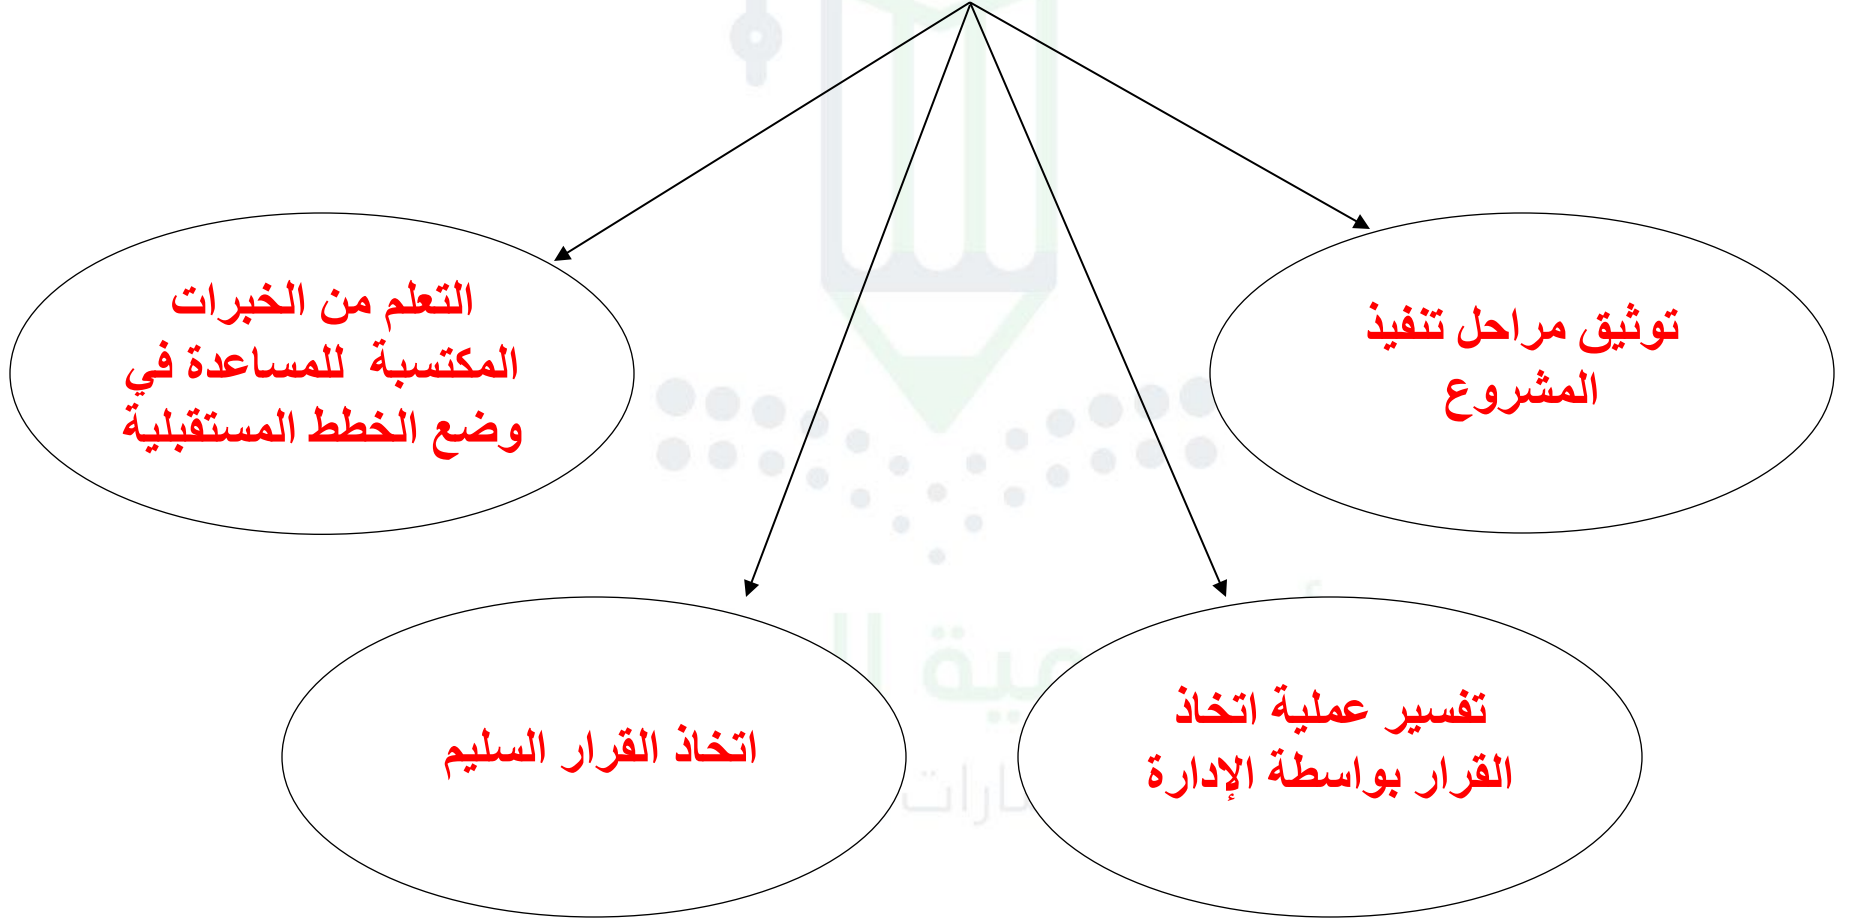 توثيق مراحل تنفيذ
المشروع
التعلم من الخبرات
المكتسبة للمساعدة في
وضع الخطط المستقبلية
تفسير عملية اتخاذ
القرار بواسطة الإدارة
اتخاذ القرار السليم